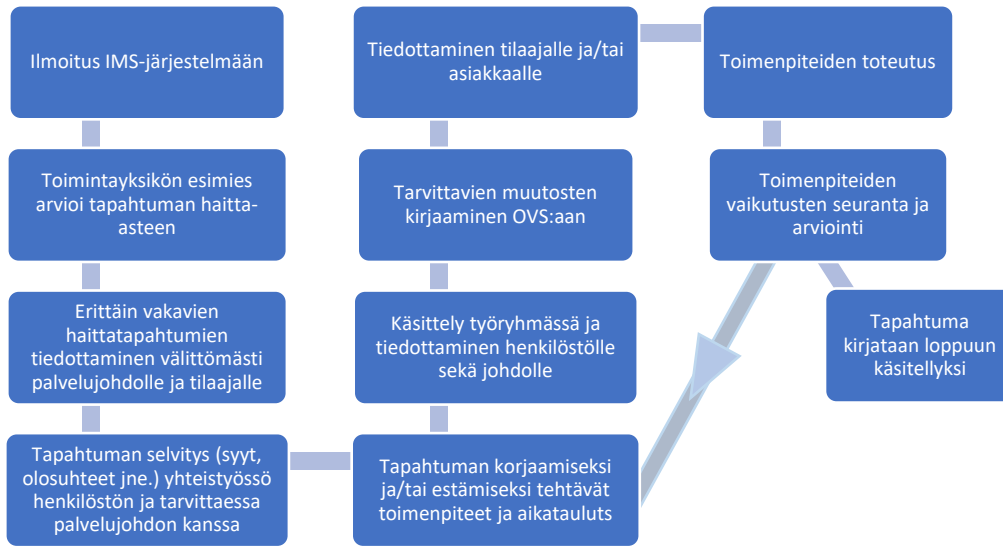 Ilmoitus IMS-järjestelmään
Toimintayksikön esimies
arvioi tapahtuman haitta-
asteen
Erittäin vakavien
haittatapahtumien
tiedottaminen välittömästi
palvelujohdolle ja tilaajalle
Tapahtuman selvitys (syyt,
olosuhteet jne.) yhteistyössö
henkilöstön ja tarvittaessa
palvelujohdon kanssa
Tapahtuman korjaamiseksi
ja/tai estämiseksi tehtävät
toimenpiteet ja aikatauluts
Käsittely työryhmässä ja
tiedottaminen henkilöstölle
sekä johdolle
Tarvittavien muutosten
kirjaaminen OVS:aan
Tiedottaminen tilaajalle ja/tai
asiakkaalle
Toimenpiteiden toteutus
Toimenpiteiden
vaikutusten seuranta ja
arviointi
Tapahtuma
kirjataan loppuun
käsitellyksi